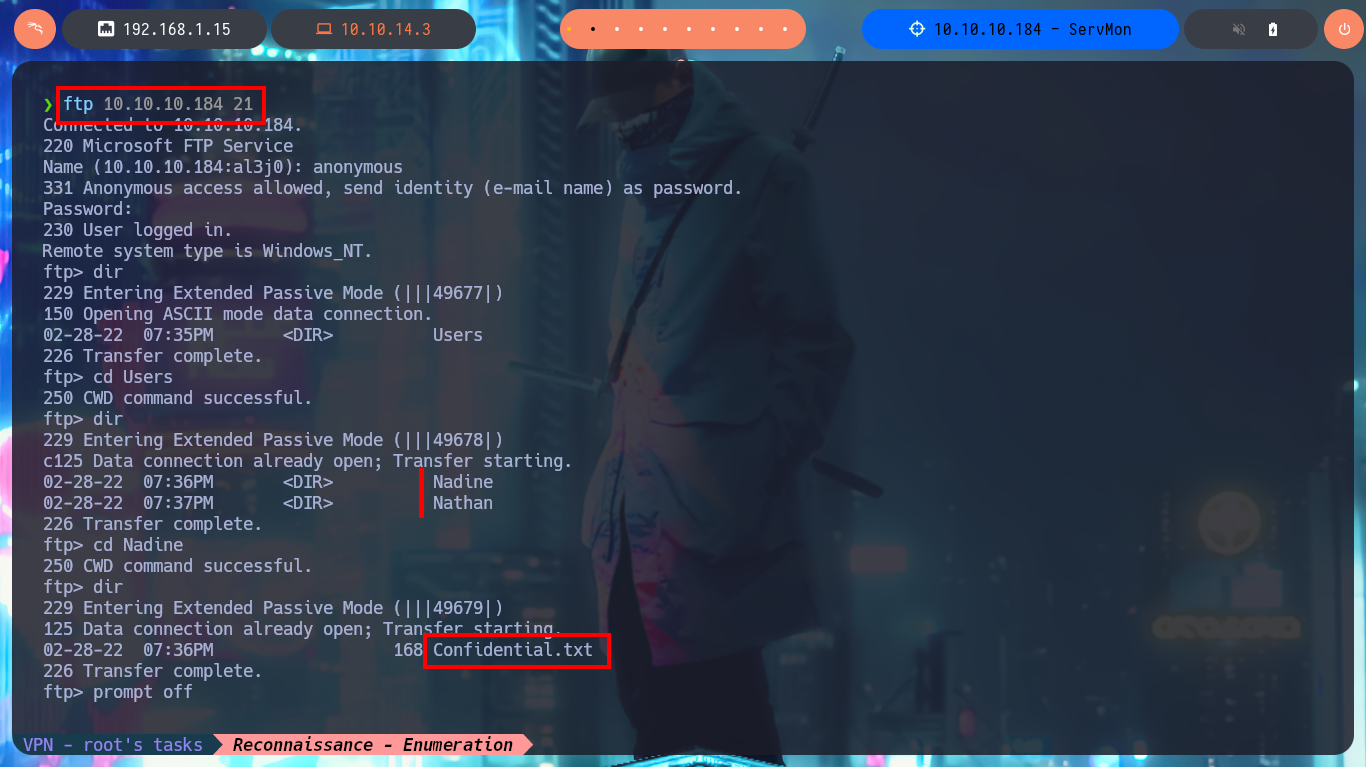 192.168.1.15
10.10.14.3
10.10.10.184 - ServMon
❯ ftp 10.10.10.184 21
Connected to 10.10.10.184.
220 Microsoft FTP Service
Name (10.10.10.184:al3j0): anonymous
331 Anonymous access allowed, send identity (e-mail name) as password.
Password:
230 User logged in.
Remote system type is Windows_NT.
ftp> dir
229 Entering Extended Passive Mode (|||49677|)
150 Opening ASCII mode data connection.
02-28-22  07:35PM       <DIR>          Users
226 Transfer complete.
ftp> cd Users
250 CWD command successful.
ftp> dir
229 Entering Extended Passive Mode (|||49678|)
c125 Data connection already open; Transfer starting.
02-28-22  07:36PM       <DIR>          Nadine
02-28-22  07:37PM       <DIR>          Nathan
226 Transfer complete.
ftp> cd Nadine
250 CWD command successful.
ftp> dir
229 Entering Extended Passive Mode (|||49679|)
125 Data connection already open; Transfer starting.
02-28-22  07:36PM                  168 Confidential.txt
226 Transfer complete.
ftp> prompt off
VPN - root's tasks  Reconnaissance - Enumeration